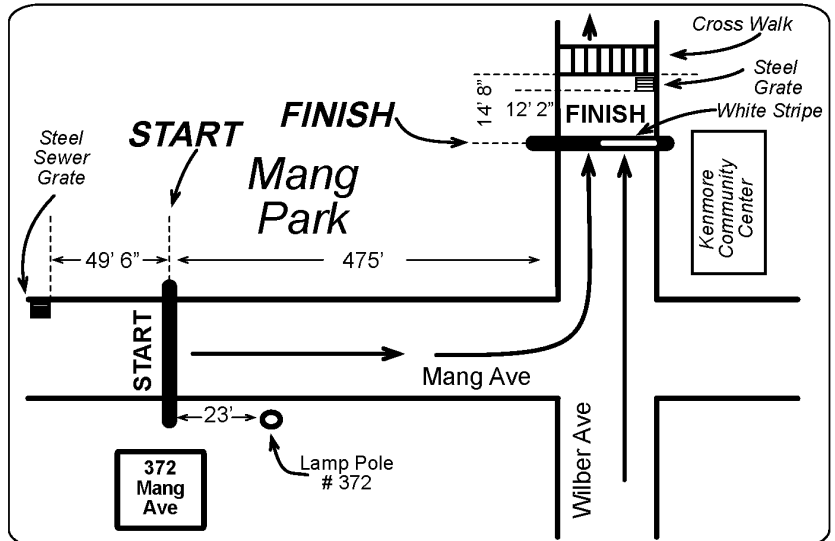 Cross Walk
Steel
Grate
White Stripe
14' 8"
12' 2"
FINISH
FINISH
START
Steel
Sewer
Grate
Mang
Park
Kenmore
Community
Center
49' 6"
475'
START
Mang Ave
23'
Lamp Pole
# 372
372
Mang
Ave
Wilber Ave